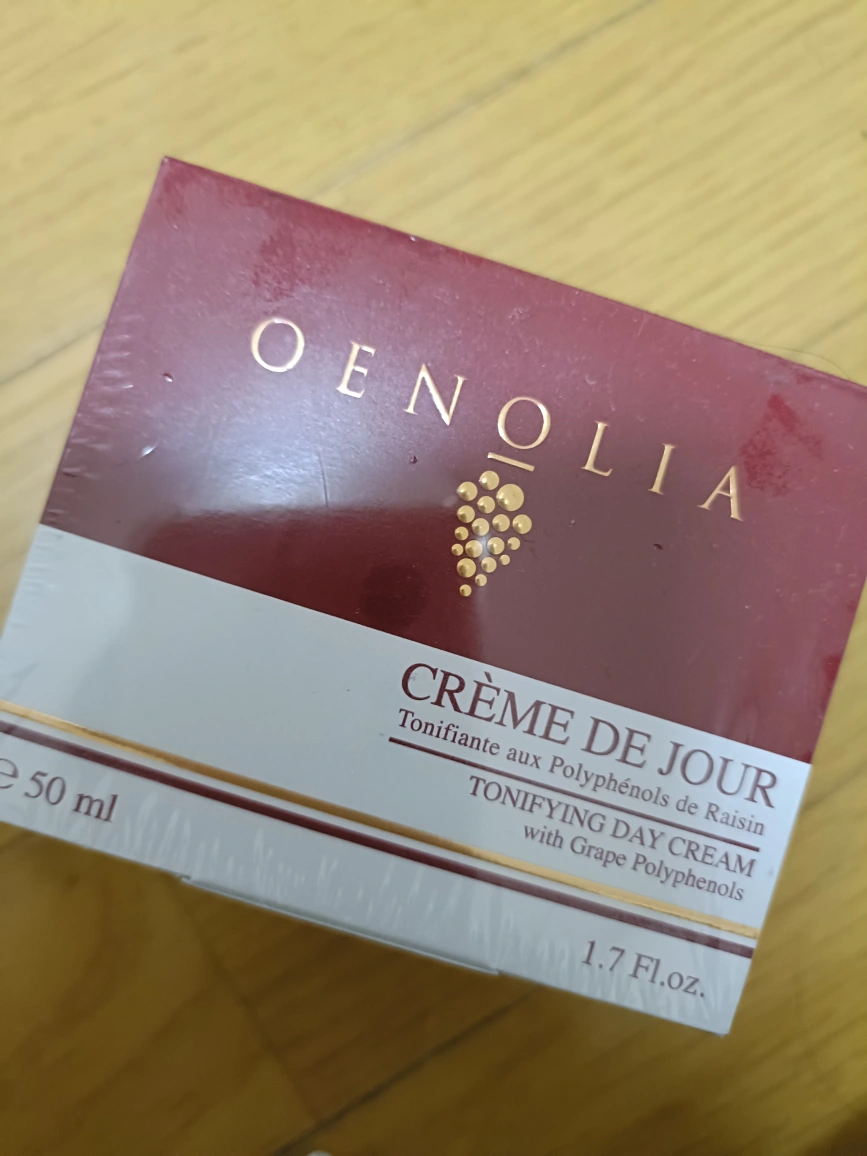 OENOLIA
CRÈME DE JOUR
Tonifiante aux Polyphénols de Raisin
TONIFYING DAY CREAM
with Grape Polyphenols
℮ 50 ml
1.7 Fl.oz.